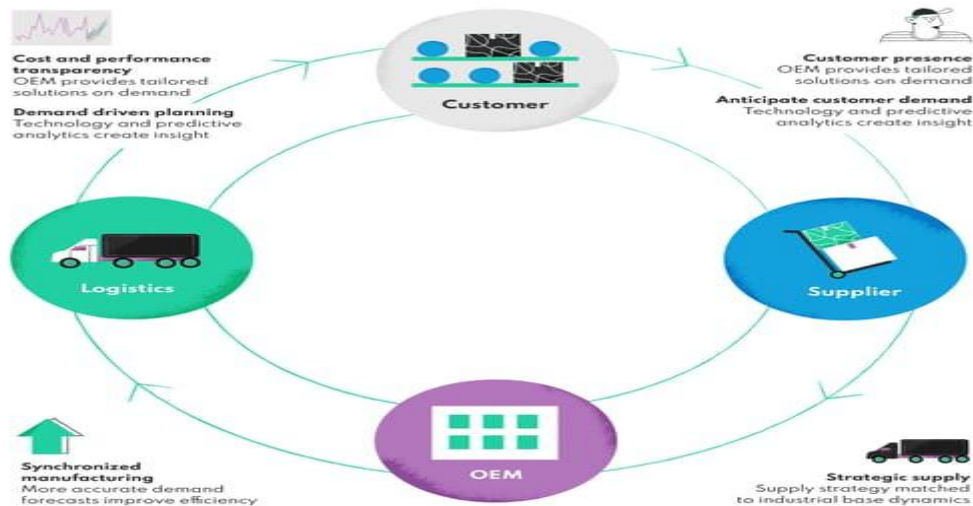 Cost and performance
transparency
OEM provides tailored
solutions on demand
Demand driven planning
Technology and predictive
analytics create insight
Customer
Customer presence
OEM provides tailored
solutions on demand
Anticipate customer demand
Technology and predictive
analytics create insight
Logistics
Supplier
Synchronized
manufacturing
More accurate demand
forecasts improve efficiency
OEM
Strategic supply
Supply strategy matched
to industrial base dynamics